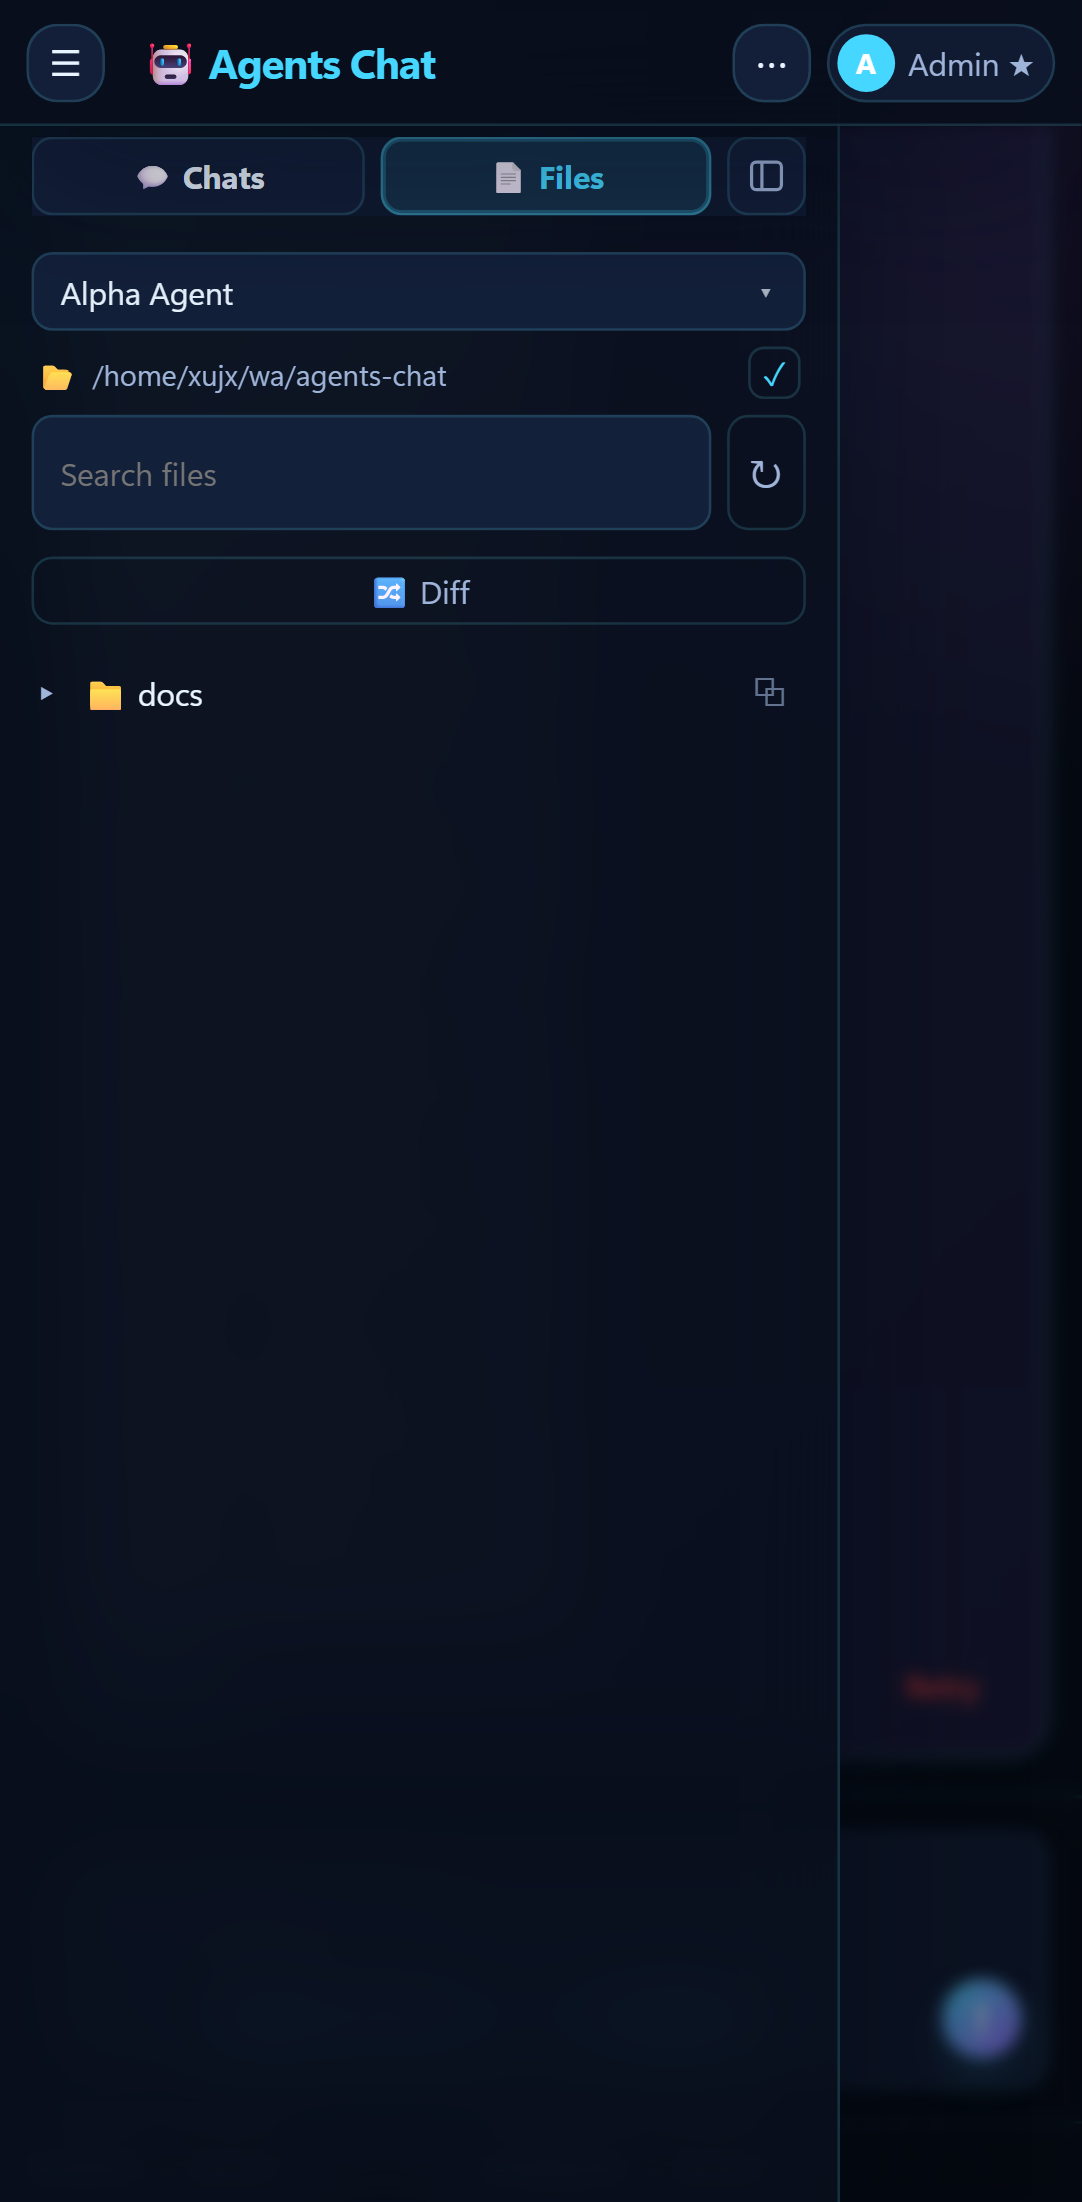 ☰ Agents Chat ... A Admin ★
Chats Files
Alpha Agent
/home/xujx/wa/agents-chat
Search files
Diff
docs